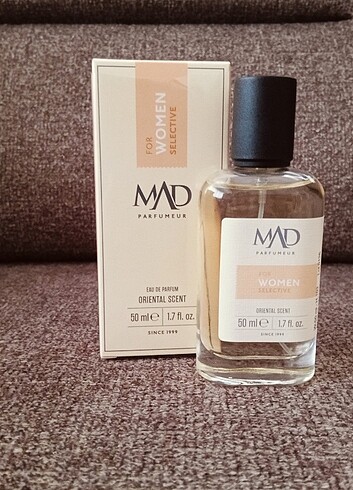 FOR
WOMEN
SELECTIVE
MAD
PARFUMEUR
EAU DE PARFUM
ORIENTAL SCENT
50 ml e 1.7 fl. oz.
SINCE 1999
MAD
PARFUMEUR
FOR
WOMEN
SELECTIVE
ORIENTAL SCENT
50 ml e 1.7 fl. oz.
SINCE 1999